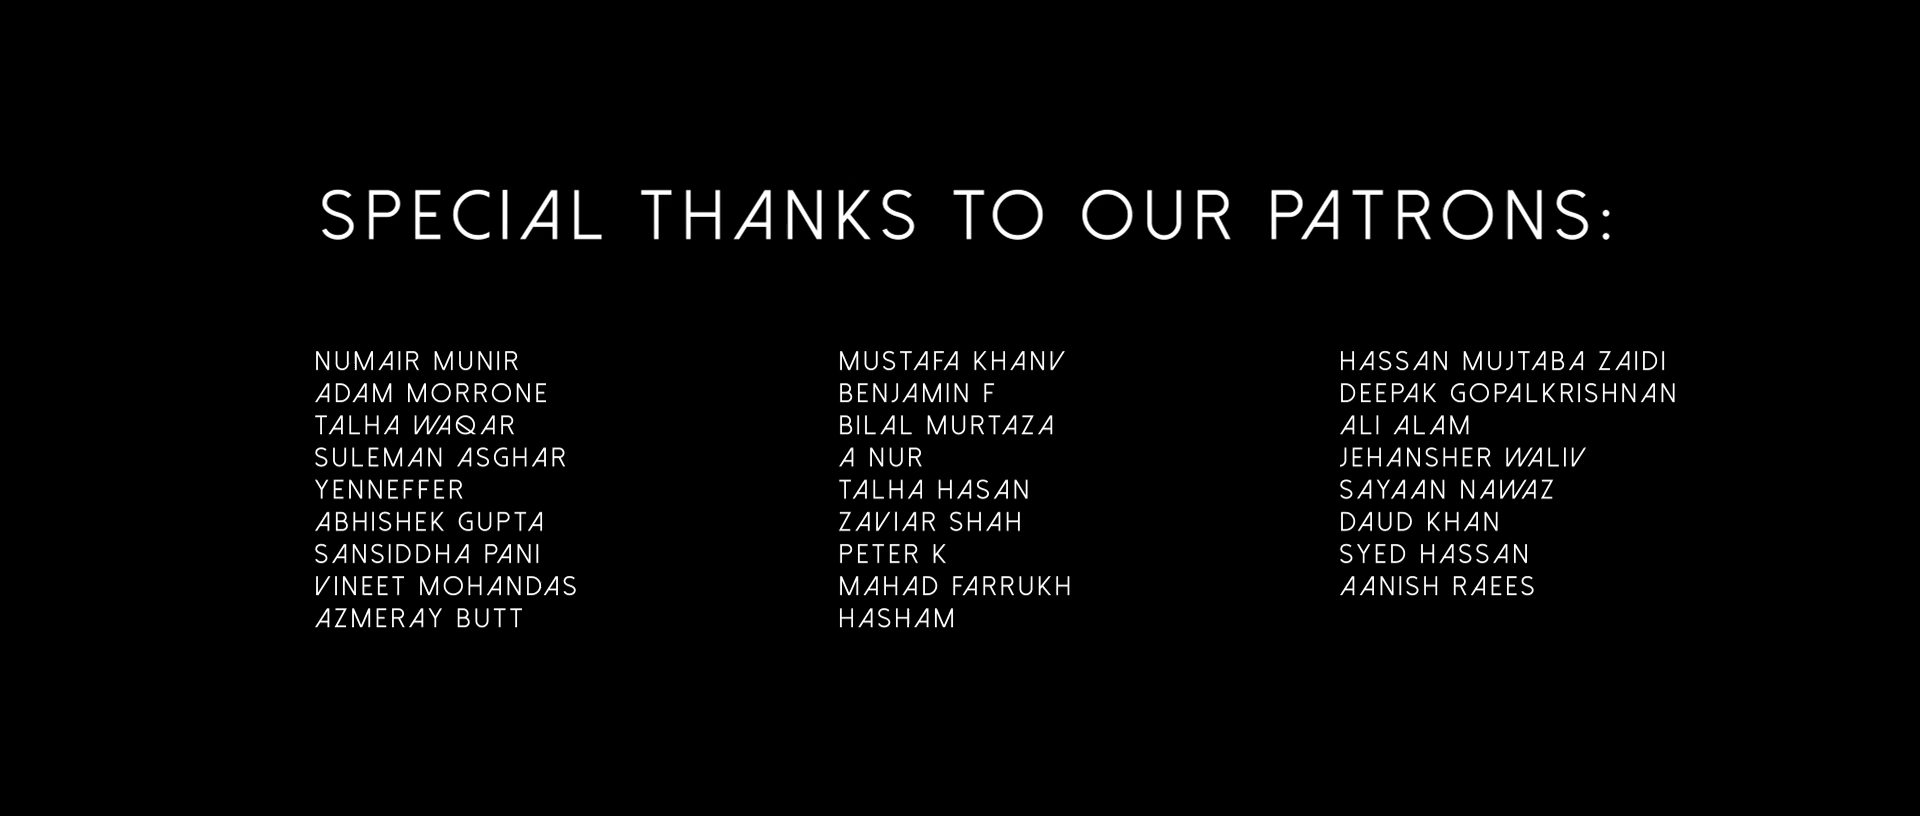 SPECIAL THANKS TO OUR PATRONS:
NUMAIR MUNIR
ADAM MORRONE
TALHA WAQAR
SULEMAN ASGHAR
YENNEFFER
ABHISHEK GUPTA
SANSIDDHA PANI
VINEET MOHANDAS
AZMERAY BUTT
MUSTAFA KHANV
BENJAMIN F
BILAL MURTAZA
A NUR
TALHA HASAN
ZAVIAR SHAH
PETER K
MAHAD FARRUKH
HASHAM
HASSAN MUJTABA ZAIDI
DEEPAK GOPALKRISHNAN
ALI ALAM
JEHANSHER WALIV
SAYAAN NAWAZ
DAUD KHAN
SYED HASSAN
AANISH RAEES